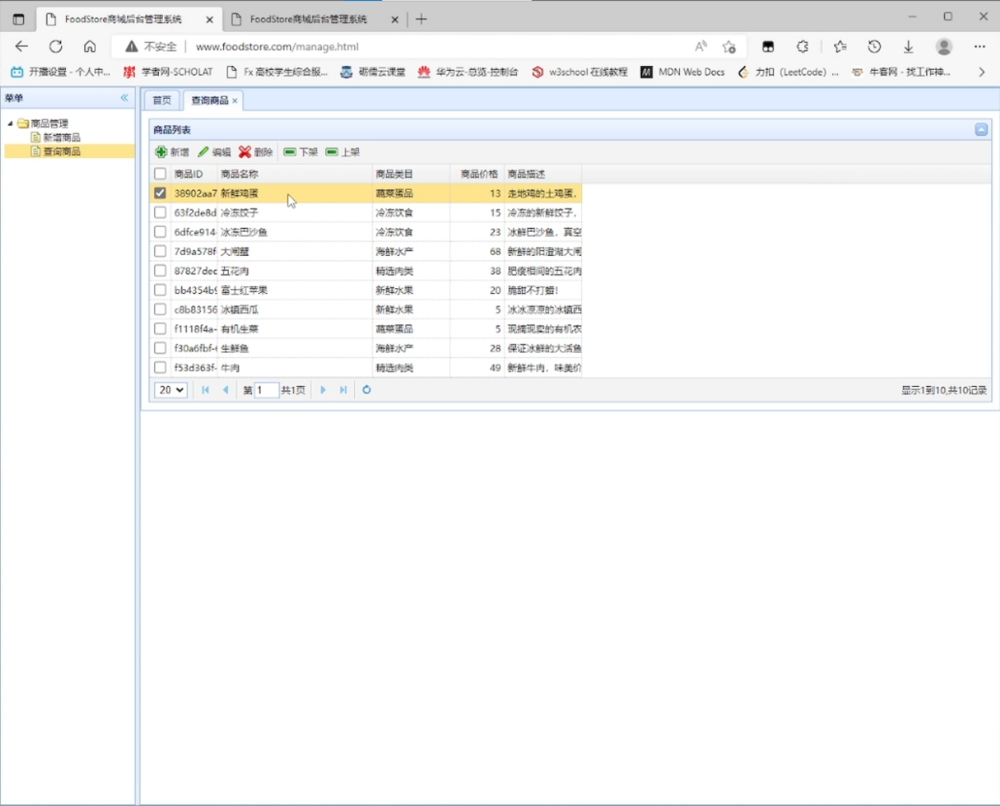 FoodStore商城后台管理系统 FoodStore商城后台管理系统
不安全 www.foodstore.com/manage.html
开播设置 - 个人中... 学者网-SCHOLAT Fx 高校学生综合服... 砺儒云课堂 华为云-总览-控制台 w3school 在线教程 MDN Web Docs 力扣 (LeetCode) ... 牛客网 - 找工作神...
菜单
商品管理
新增商品
查询商品
首页 查询商品
商品列表
新增 编辑 删除 下架 上架
商品ID 商品名称 商品类目 商品价格 商品描述
38902aa7 新鲜鸡蛋 蔬菜蛋品 13 走地鸡的土鸡蛋,
63f2de8d 冷冻饺子 冷冻饮食 15 冷冻的新鲜饺子,
6dfce914- 冰冻巴沙鱼 冷冻饮食 23 冰鲜巴沙鱼, 真空
7d9a578f 大闸蟹 海鲜水产 68 新鲜的阳澄湖大闸
87827dec 五花肉 精选肉类 38 肥瘦相间的五花肉
bb4354b9 富士红苹果 新鲜水果 20 脆甜不打蜡!
c8b83156 冰镇西瓜 新鲜水果 5 冰冰凉凉的冰镇西
f1118f4a- 有机生菜 蔬菜蛋品 5 现摘现卖的有机农
f30a6fbf- 生鲜鱼 海鲜水产 28 保证冰鲜的大活鱼
f53d363f- 牛肉 精选肉类 49 新鲜牛肉, 味美价
20 第 1 共1页 显示1到10,共10记录